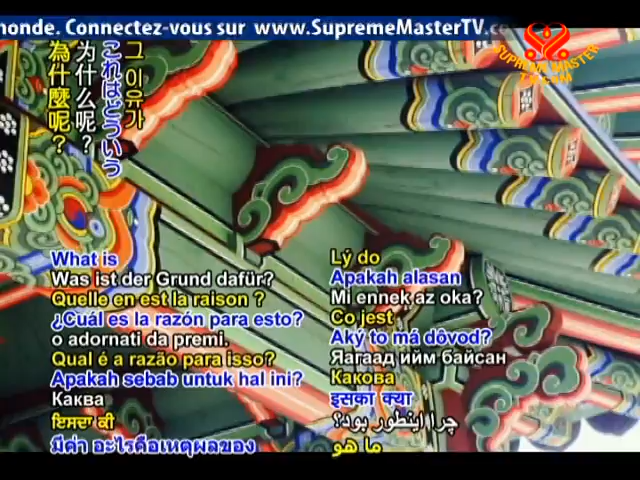 onde. Connectez-vous sur www.SupremeMasterTV.c
SUPREME MASTER
TV.COM
為什麼呢？
为什么呢？
これはどういう
그 이유가
What is
Was ist der Grund dafür?
Quelle en est la raison ?
¿Cuál es la razón para esto?
o adornati da premi.
Qual é a razão para isso?
Apakah sebab untuk hal ini?
Каква
ਇਸਦਾ ਕੀ
มีค่า อะไรคือเหตุผลของ
Lý do
Apakah alasan
Mi ennek az oka?
Co jest
Aký to má dôvod?
Яагаад ийм байсан
Какова
इसका क्या
چرا اینطور بود؟
ما هو